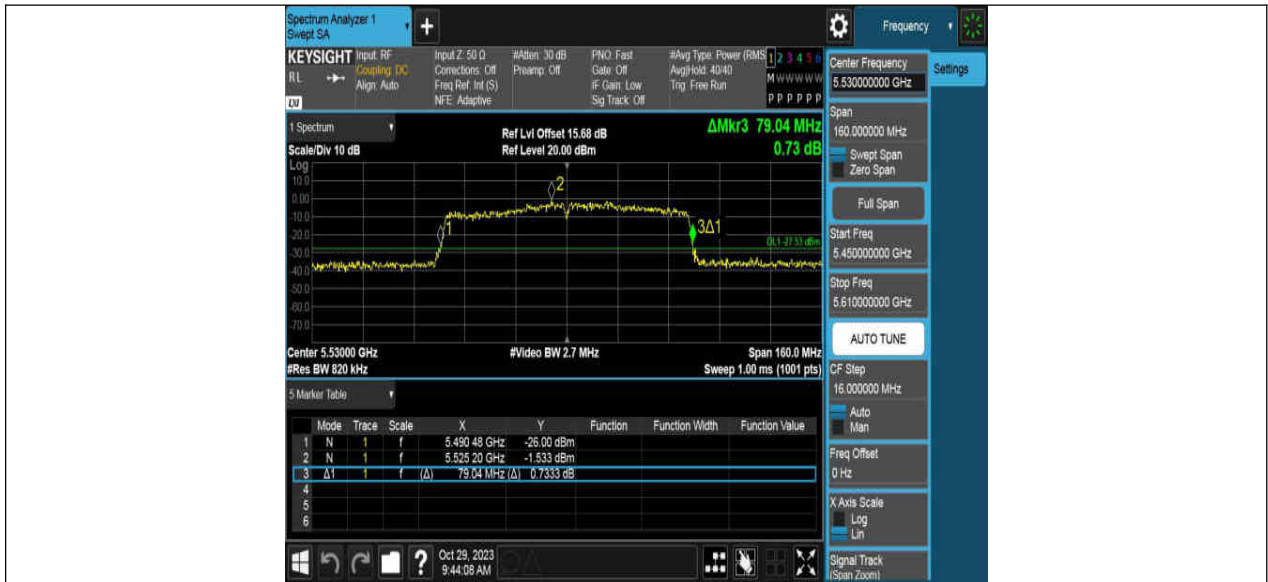 Spectrum Analyzer 1
Swept SA
+
Frequency
KEYSIGHT
RL
LXI
Input: RF
Coupling: DC
Align: Auto
Input Z: 50 Ω
Corrections: Off
Freq Ref: Int (S)
NFE: Adaptive
#Atten: 30 dB
Preamp: Off
PNO: Fast
Gate: Off
IF Gain: Low
Sig Track: Off
#Avg Type: Power (RMS
Avg|Hold: 40/40
Trig: Free Run
1 2 3 4 5 6
M W W W W W
P P P P P P
1 Spectrum
Scale/Div 10 dB
Ref Lvl Offset 15.68 dB
Ref Level 20.00 dBm
ΔMkr3 79.04 MHz
0.73 dB
Log
10.0
0.00
-10.0
-20.0
-30.0
-40.0
-50.0
-60.0
-70.0
1
2
3Δ1
DL1 -27.53 dBm
Center 5.53000 GHz
#Res BW 820 kHz
#Video BW 2.7 MHz
Span 160.0 MHz
Sweep 1.00 ms (1001 pts)
5 Marker Table
Mode Trace Scale X Y Function Function Width Function Value
1 N 1 f 5.490 48 GHz -26.00 dBm
2 N 1 f 5.525 20 GHz -1.533 dBm
3 Δ1 1 f (Δ) 79.04 MHz (Δ) 0.7333 dB
4
5
6
?
Oct 29, 2023
9:44:08 AM
Center Frequency
5.530000000 GHz
Settings
Span
160.000000 MHz
Swept Span
Zero Span
Full Span
Start Freq
5.450000000 GHz
Stop Freq
5.610000000 GHz
AUTO TUNE
CF Step
16.000000 MHz
Auto
Man
Freq Offset
0 Hz
X Axis Scale
Log
Lin
Signal Track
(Span Zoom)